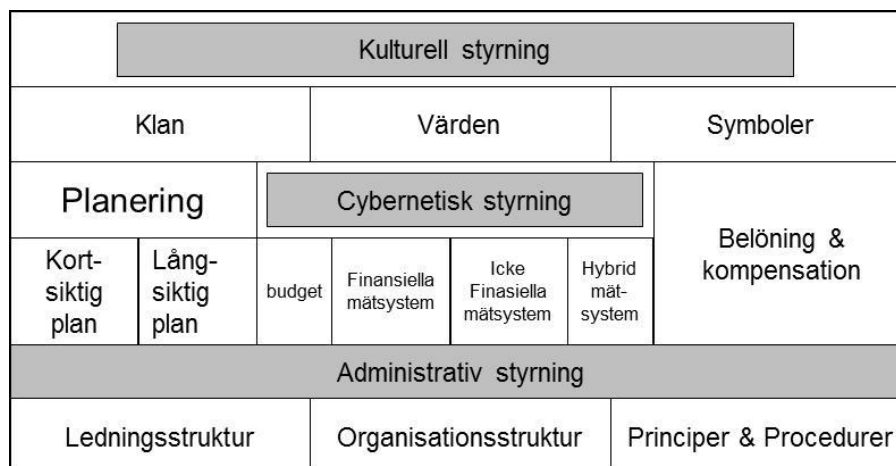 Kulturell styrning
Klan
Värden
Symboler
Planering
Cybernetisk styrning
Belöning &
kompensation
Kort-
siktig
plan
Lång-
siktig
plan
budget
Finansiella
mätsystem
Icke
Finasiella
mätsystem
Hybrid
mät-
system
Administrativ styrning
Ledningsstruktur
Organisationsstruktur
Principer & Procedurer